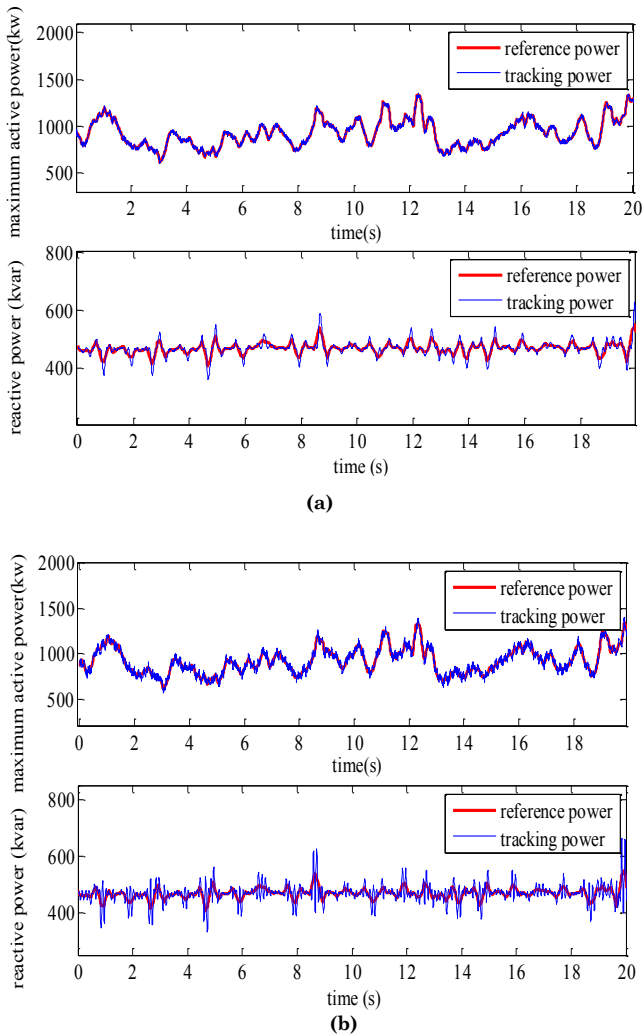 maximum active power(kw)
2000
1500
1000
500
reference power
tracking power
2 4 6 8 10 12 14 16 18 20
time(s)
reactive power (kvar)
800
600
400
reference power
tracking power
0 2 4 6 8 10 12 14 16 18
time (s)
(a)
maximum active power(kw)
2000
1500
1000
500
reference power
tracking power
0 2 4 6 8 10 12 14 16 18
time(s)
reactive power (kvar)
800
600
400
reference power
tracking power
0 2 4 6 8 10 12 14 16 18 20
time (s)
(b)